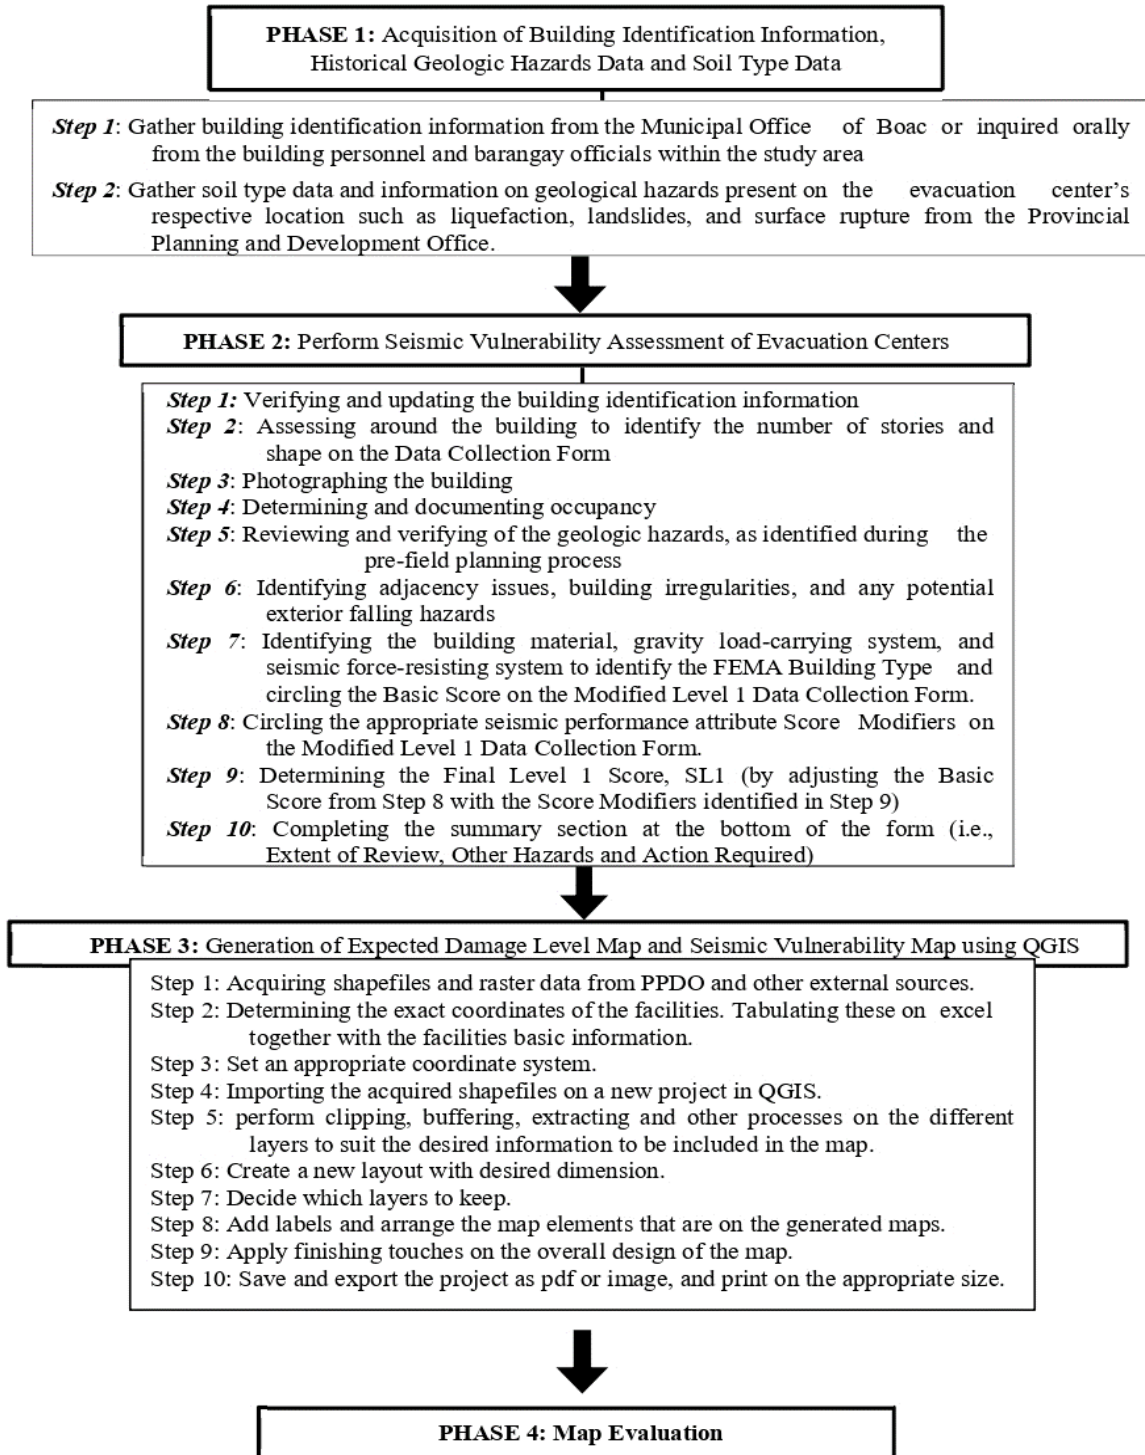 PHASE 1: Acquisition of Building Identification Information,
Historical Geologic Hazards Data and Soil Type Data
Step 1: Gather building identification information from the Municipal Office of Boac or inquired orally
from the building personnel and barangay officials within the study area
Step 2: Gather soil type data and information on geological hazards present on the evacuation center's
respective location such as liquefaction, landslides, and surface rupture from the Provincial
Planning and Development Office.
PHASE 2: Perform Seismic Vulnerability Assessment of Evacuation Centers
Step 1: Verifying and updating the building identification information
Step 2: Assessing around the building to identify the number of stories and
shape on the Data Collection Form
Step 3: Photographing the building
Step 4: Determining and documenting occupancy
Step 5: Reviewing and verifying of the geologic hazards, as identified during the
pre-field planning process
Step 6: Identifying adjacency issues, building irregularities, and any potential
exterior falling hazards
Step 7: Identifying the building material, gravity load-carrying system, and
seismic force-resisting system to identify the FEMA Building Type and
circling the Basic Score on the Modified Level 1 Data Collection Form.
Step 8: Circling the appropriate seismic performance attribute Score Modifiers on
the Modified Level 1 Data Collection Form.
Step 9: Determining the Final Level 1 Score, SL1 (by adjusting the Basic
Score from Step 8 with the Score Modifiers identified in Step 9)
Step 10: Completing the summary section at the bottom of the form (i.e.,
Extent of Review, Other Hazards and Action Required)
PHASE 3: Generation of Expected Damage Level Map and Seismic Vulnerability Map using QGIS
Step 1: Acquiring shapefiles and raster data from PPDO and other external sources.
Step 2: Determining the exact coordinates of the facilities. Tabulating these on excel
together with the facilities basic information.
Step 3: Set an appropriate coordinate system.
Step 4: Importing the acquired shapefiles on a new project in QGIS.
Step 5: perform clipping, buffering, extracting and other processes on the different
layers to suit the desired information to be included in the map.
Step 6: Create a new layout with desired dimension.
Step 7: Decide which layers to keep.
Step 8: Add labels and arrange the map elements that are on the generated maps.
Step 9: Apply finishing touches on the overall design of the map.
Step 10: Save and export the project as pdf or image, and print on the appropriate size.
PHASE 4: Map Evaluation